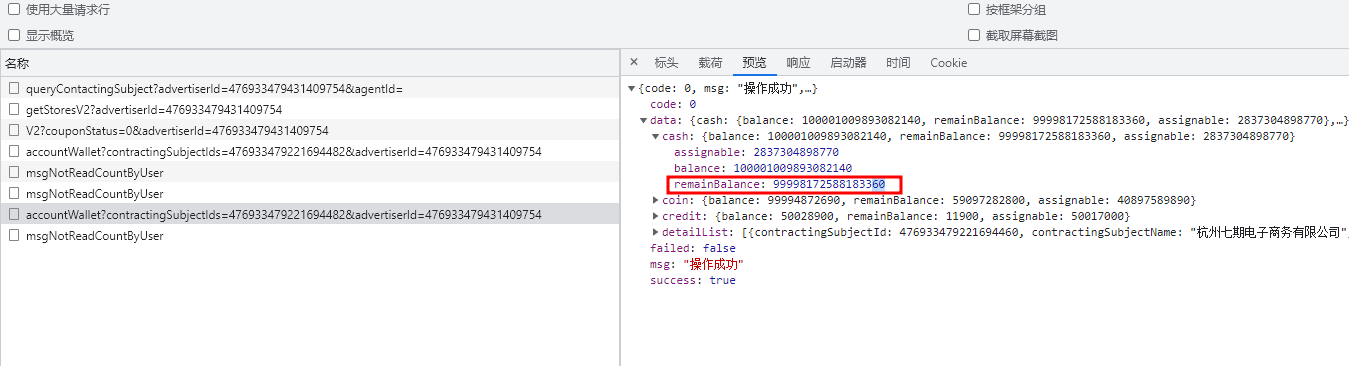 使用大量请求行
按框架分组
显示概览
截取屏幕截图
名称
queryContactingSubject?advertiserId=476933479431409754&agentId=
getStoresV2?advertiserId=476933479431409754
V2?couponStatus=0&advertiserId=476933479431409754
accountWallet?contractingSubjectIds=476933479221694482&advertiserId=476933479431409754
msgNotReadCountByUser
msgNotReadCountByUser
accountWallet?contractingSubjectIds=476933479221694482&advertiserId=476933479431409754
msgNotReadCountByUser
× 标头 载荷 预览 响应 启动器 时间 Cookie
▼{code: 0, msg: "操作成功",…}
code: 0
▼data: {cash: {balance: 100001009893082140, remainBalance: 99998172588183360, assignable: 2837304898770},…}
▼cash: {balance: 100001009893082140, remainBalance: 99998172588183360, assignable: 2837304898770}
assignable: 2837304898770
balance: 100001009893082140
remainBalance: 99998172588183360
▶coin: {balance: 99994872690, remainBalance: 59097282800, assignable: 40897589890}
▶credit: {balance: 50028900, remainBalance: 11900, assignable: 50017000}
▶detailList: [{contractingSubjectId: 476933479221694460, contractingSubjectName: "杭州七期电子商务有限公司",
failed: false
msg: "操作成功"
success: true